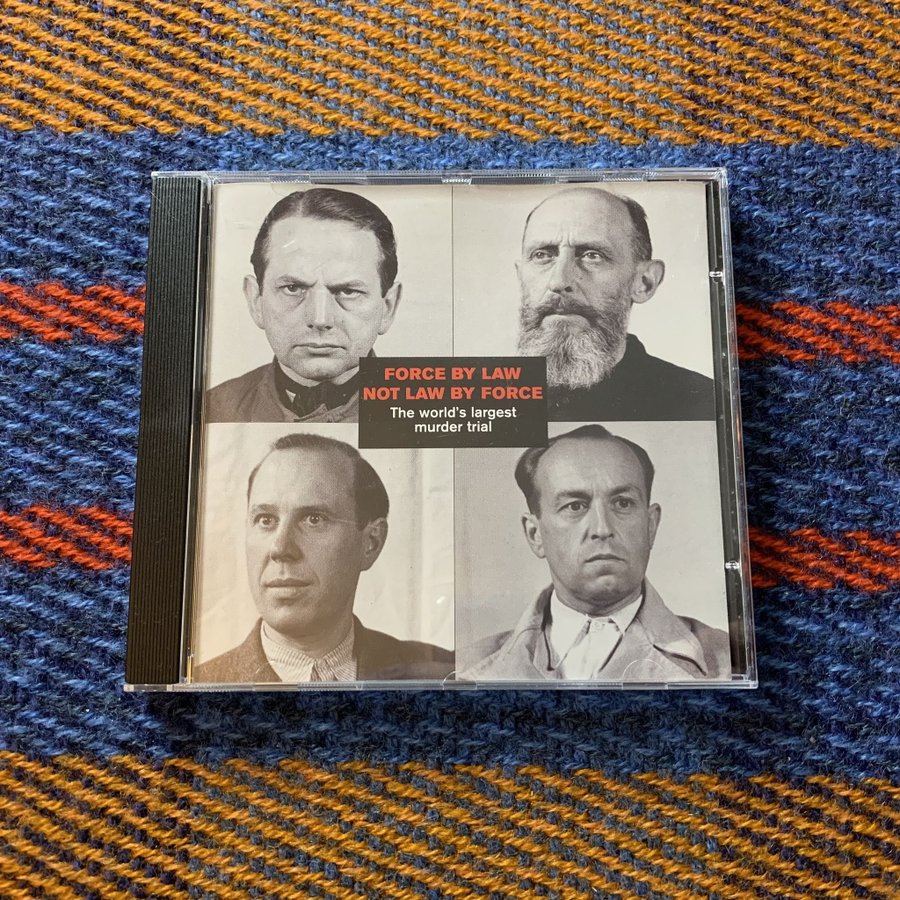 FORCE BY LAW
NOT LAW BY FORCE
The world's largest
murder trial